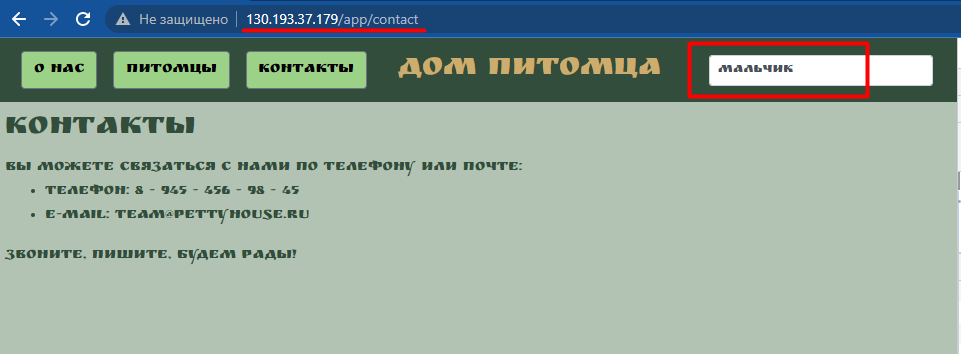 Не защищено 130.193.37.179/app/contact
О НАС ПИТОМЦЫ КОНТАКТЫ ДОМ ПИТОМЦА МАЛЬЧИК
КОНТАКТЫ
ВЫ МОЖЕТЕ СВЯЗАТЬСЯ С НАМИ ПО ТЕЛЕФОНУ ИЛИ ПОЧТЕ:
• ТЕЛЕФОН: 8 - 945 - 456 - 98 - 45
• E-MAIL: TEAM@PETTYHOUSE.RU
ЗВОНИТЕ, ПИШИТЕ, БУДЕМ РАДЫ!